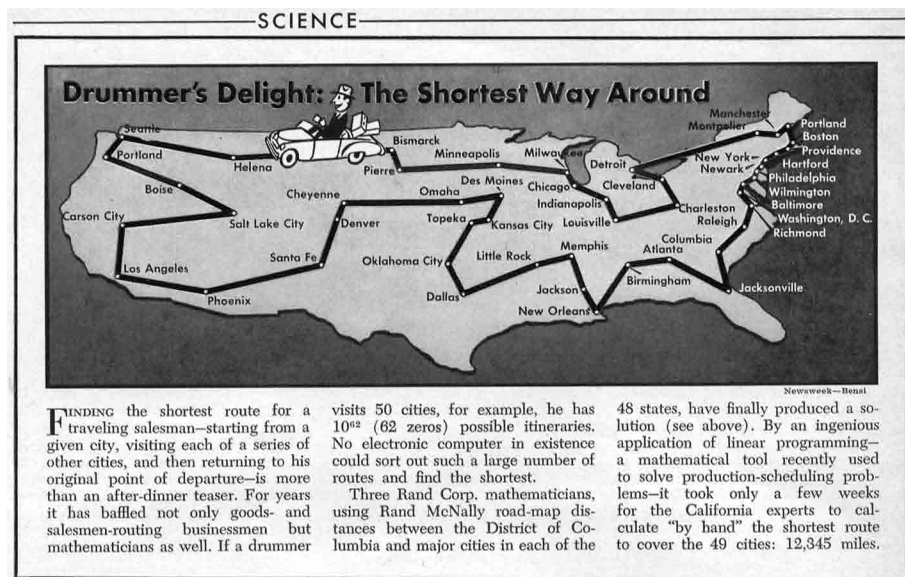 SCIENCE
Drummer's Delight: The Shortest Way Around
Seattle
Portland
Helena
Bismarck
Pierre
Minneapolis
Milwaukee
Detroit
Manchester
Montpelier
Portland
Boston
Providence
New York
Newark
Hartford
Philadelphia
Wilmington
Baltimore
Washington, D. C.
Richmond
Boise
Cheyenne
Omaha
Des Moines
Chicago
Cleveland
Indianapolis
Charleston
Raleigh
Carson City
Salt Lake City
Denver
Topeka
Kansas City
Louisville
Los Angeles
Santa Fe
Oklahoma City
Little Rock
Memphis
Columbia
Atlanta
Phoenix
Dallas
Jackson
Birmingham
Jacksonville
New Orleans
Newsweek—Bensi
FINDING the shortest route for a
traveling salesman—starting from a
given city, visiting each of a series of
other cities, and then returning to his
original point of departure—is more
than an after-dinner teaser. For years
it has baffled not only goods- and
salesmen-routing businessmen but
mathematicians as well. If a drummer
visits 50 cities, for example, he has
10⁶² (62 zeros) possible itineraries.
No electronic computer in existence
could sort out such a large number of
routes and find the shortest.
Three Rand Corp. mathematicians,
using Rand McNally road-map dis-
tances between the District of Co-
lumbia and major cities in each of the
48 states, have finally produced a so-
lution (see above). By an ingenious
application of linear programming—
a mathematical tool recently used
to solve production-scheduling prob-
lems—it took only a few weeks
for the California experts to cal-
culate "by hand" the shortest route
to cover the 49 cities: 12,345 miles.